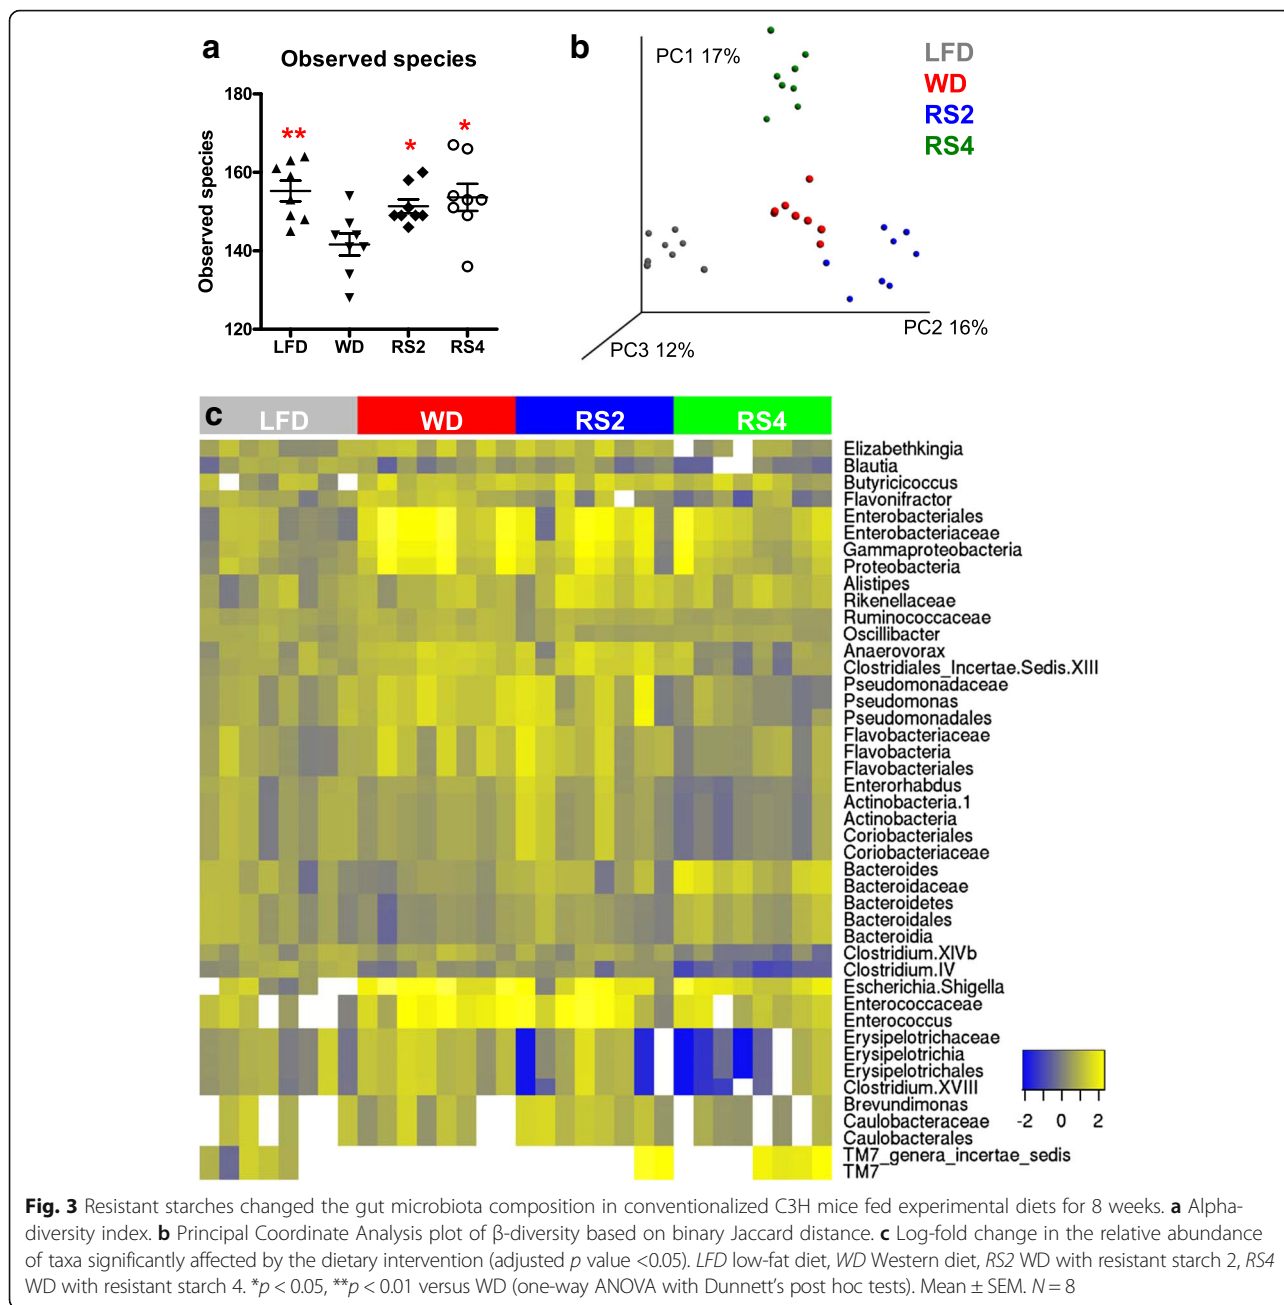 a
Observed species
Observed species
180
160
140
120
**
*
*
LFD
WD
RS2
RS4
b
PC1 17%
PC2 16%
PC3 12%
LFD
WD
RS2
RS4
c
LFD
WD
RS2
RS4
Elizabethkingia
Blautia
Butyricicoccus
Flavonifractor
Enterobacteriales
Enterobacteriaceae
Gammaproteobacteria
Proteobacteria
Alistipes
Rikenellaceae
Ruminococcaceae
Oscillibacter
Anaerovorax
Clostridiales_Incertae.Sedis.XIII
Pseudomonadaceae
Pseudomonas
Pseudomonadales
Flavobacteriaceae
Flavobacteria
Flavobacteriales
Enterorhabdus
Actinobacteria.1
Actinobacteria
Coriobacteriales
Coriobacteriaceae
Bacteroides
Bacteroidaceae
Bacteroidetes
Bacteroidales
Bacteroidia
Clostridium.XIVb
Clostridium.IV
Escherichia.Shigella
Enterococcaceae
Enterococcus
Erysipelotrichaceae
Erysipelotrichia
Erysipelotrichales
Clostridium.XVIII
Brevundimonas
Caulobacteraceae
Caulobacterales
TM7_genera_incertae_sedis
TM7
-2 0 2
Fig. 3 Resistant starches changed the gut microbiota composition in conventionalized C3H mice fed experimental diets for 8 weeks. a Alpha-
diversity index. b Principal Coordinate Analysis plot of β-diversity based on binary Jaccard distance. c Log-fold change in the relative abundance
of taxa significantly affected by the dietary intervention (adjusted p value <0.05). LFD low-fat diet, WD Western diet, RS2 WD with resistant starch 2, RS4
WD with resistant starch 4. *p < 0.05, **p < 0.01 versus WD (one-way ANOVA with Dunnett's post hoc tests). Mean ± SEM. N = 8